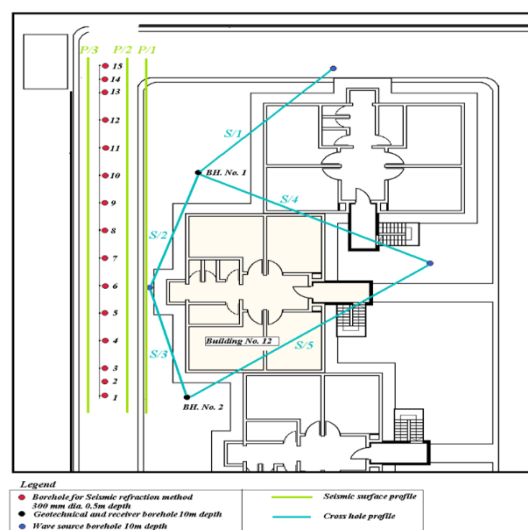 P/3 P/2 P/1
15
14
13
12
11
10
9
8
7
6
5
4
3
2
1
S/1
BH. No. 1
S/4
S/2
S/3
Building No. 12
S/5
BH. No. 2
Legend
Borehole for Seismic refraction method
300 mm dia. 0.5m depth
Geotechnical and receiver borehole 10m depth
Wave source borehole 10m depth
Seismic surface profile
Cross hole profile